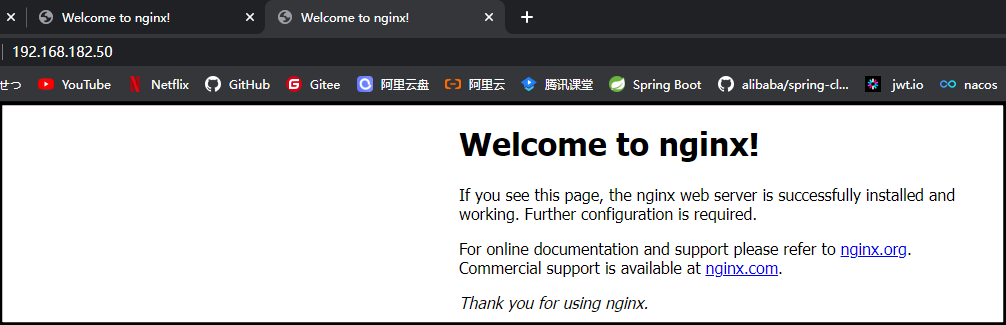 Welcome to nginx! Welcome to nginx!
192.168.182.50
せつ YouTube Netflix GitHub Gitee 阿里云盘 阿里云 腾讯课堂 Spring Boot alibaba/spring-cl... jwt.io nacos
Welcome to nginx!
If you see this page, the nginx web server is successfully installed and
working. Further configuration is required.
For online documentation and support please refer to nginx.org.
Commercial support is available at nginx.com.
Thank you for using nginx.